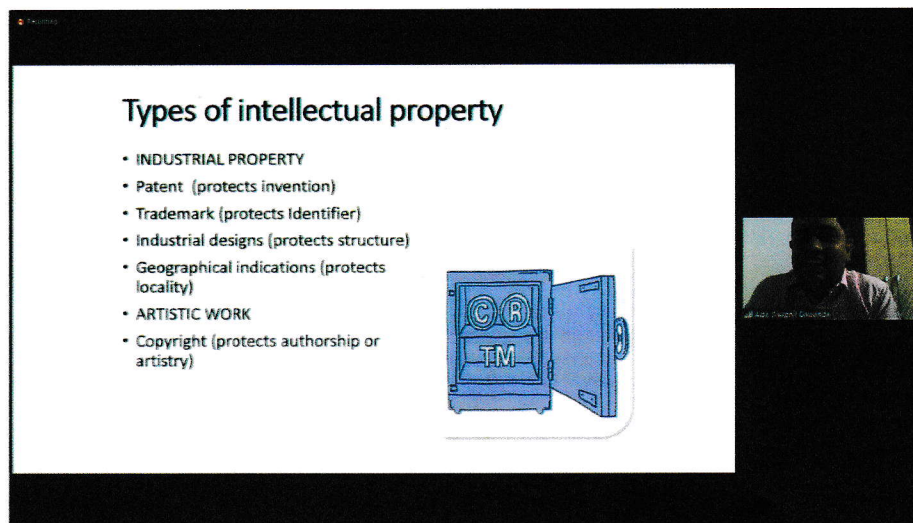 Recording
Types of intellectual property
• INDUSTRIAL PROPERTY
• Patent (protects invention)
• Trademark (protects Identifier)
• Industrial designs (protects structure)
• Geographical indications (protects
locality)
• ARTISTIC WORK
• Copyright (protects authorship or
artistry)
C R
TM